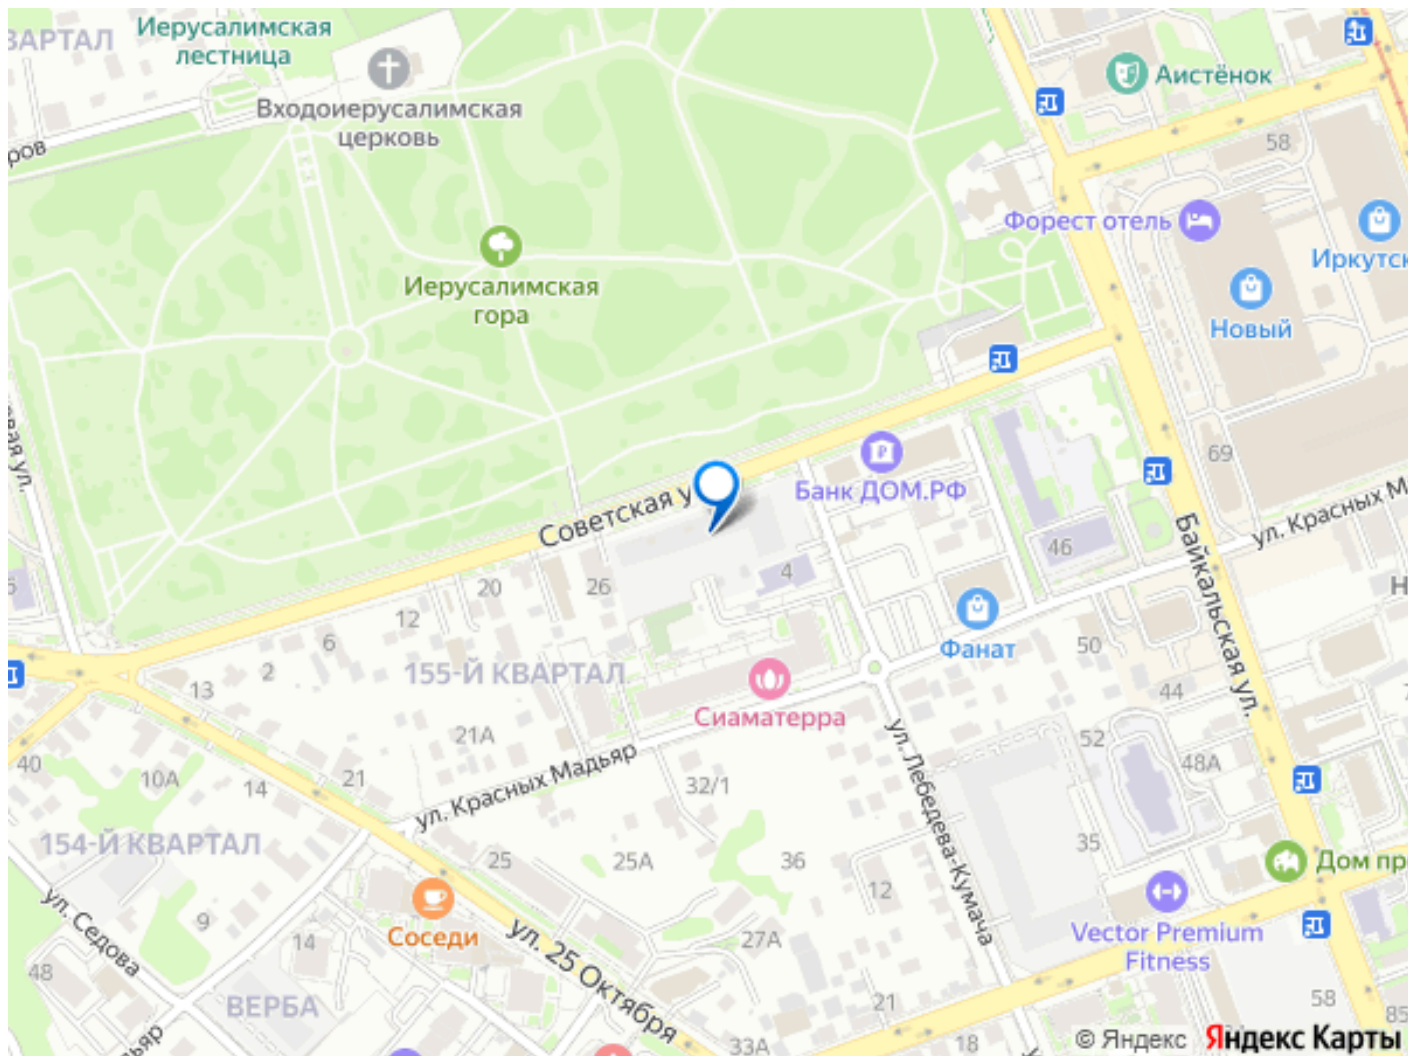 Иерусалимская
лестница
Входоиерусалимская
церковь
Аистёнок
58
Форест отель
Новый
Иерусалимская
гора
69
Банк ДОМ.РФ
Советская у
ул. Красных М
Байкальская ул.
46
4
26
20
12
6
2
13
Фанат
50
44
155-Й КВАРТАЛ
Сиаматерра
21А
ул. Красных Мадьяр
ул. Лебедева-Кумача
52
48А
40
10А
14
21
32/1
154-Й КВАРТАЛ
25
25А
36
35
12
Дом пр
ул. Седова
9
14
Соседи
ул. 25 Октября
27А
Vector Premium
Fitness
48
ВЕРБА
21
58
85
33А
18
© Яндекс Яндекс Карты